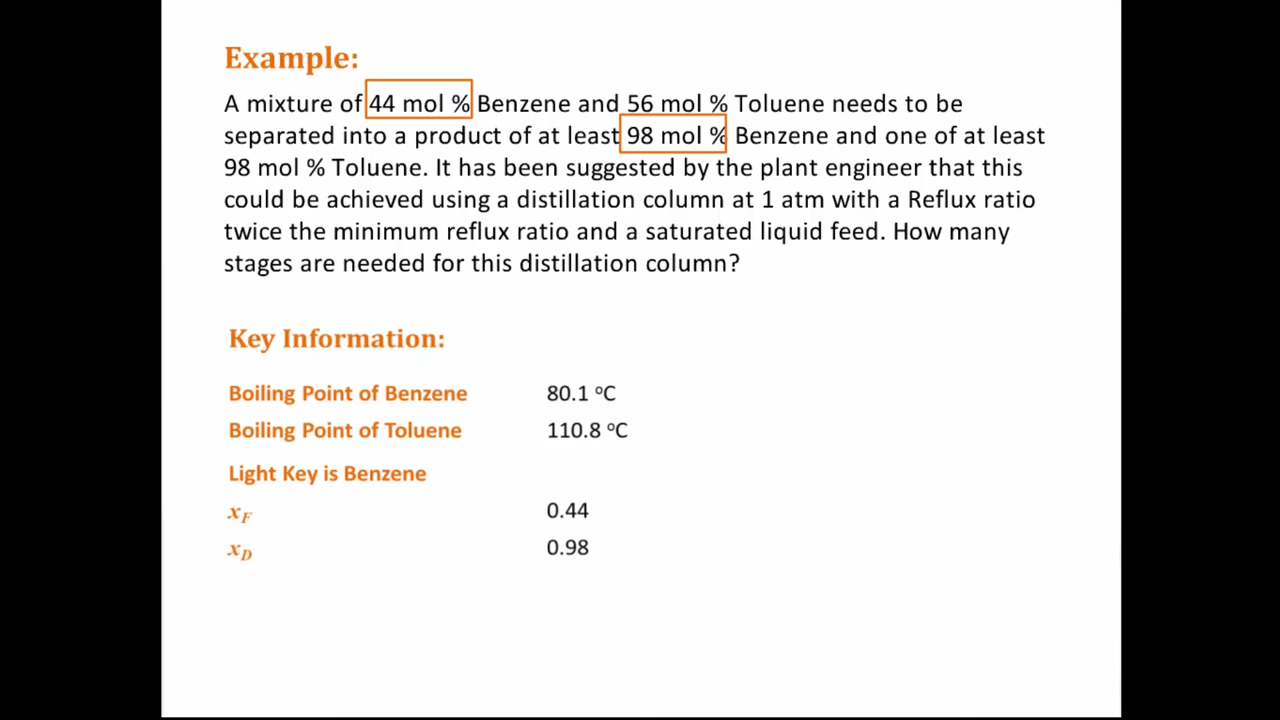 Example:
A mixture of 44 mol % Benzene and 56 mol % Toluene needs to be
separated into a product of at least 98 mol % Benzene and one of at least
98 mol % Toluene. It has been suggested by the plant engineer that this
could be achieved using a distillation column at 1 atm with a Reflux ratio
twice the minimum reflux ratio and a saturated liquid feed. How many
stages are needed for this distillation column?
Key Information:
Boiling Point of Benzene 80.1 °C
Boiling Point of Toluene 110.8 °C
Light Key is Benzene
x_F 0.44
x_D 0.98